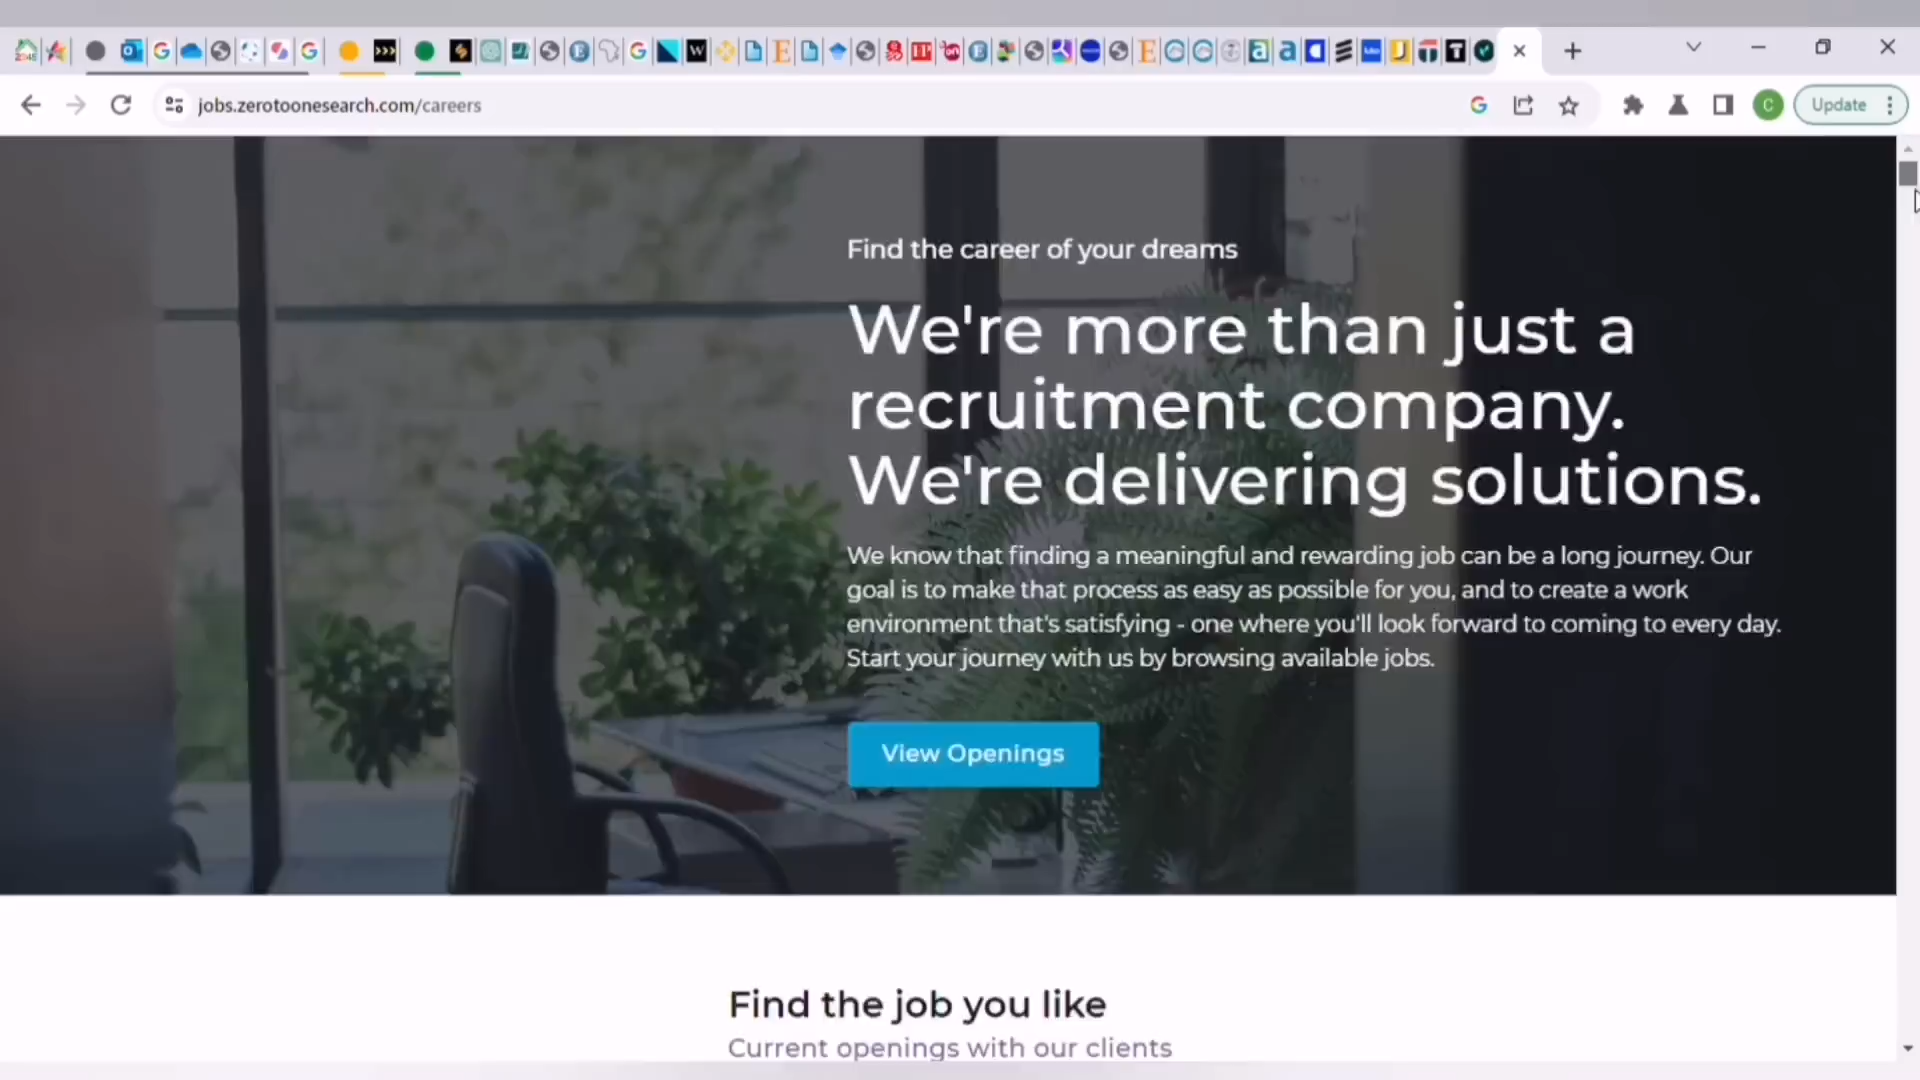 jobs.zerotoonesearch.com/careers
C
Update
Find the career of your dreams
We're more than just a
recruitment company.
We're delivering solutions.
We know that finding a meaningful and rewarding job can be a long journey. Our
goal is to make that process as easy as possible for you, and to create a work
environment that's satisfying - one where you'll look forward to coming to every day.
Start your journey with us by browsing available jobs.
View Openings
Find the job you like
Current openings with our clients